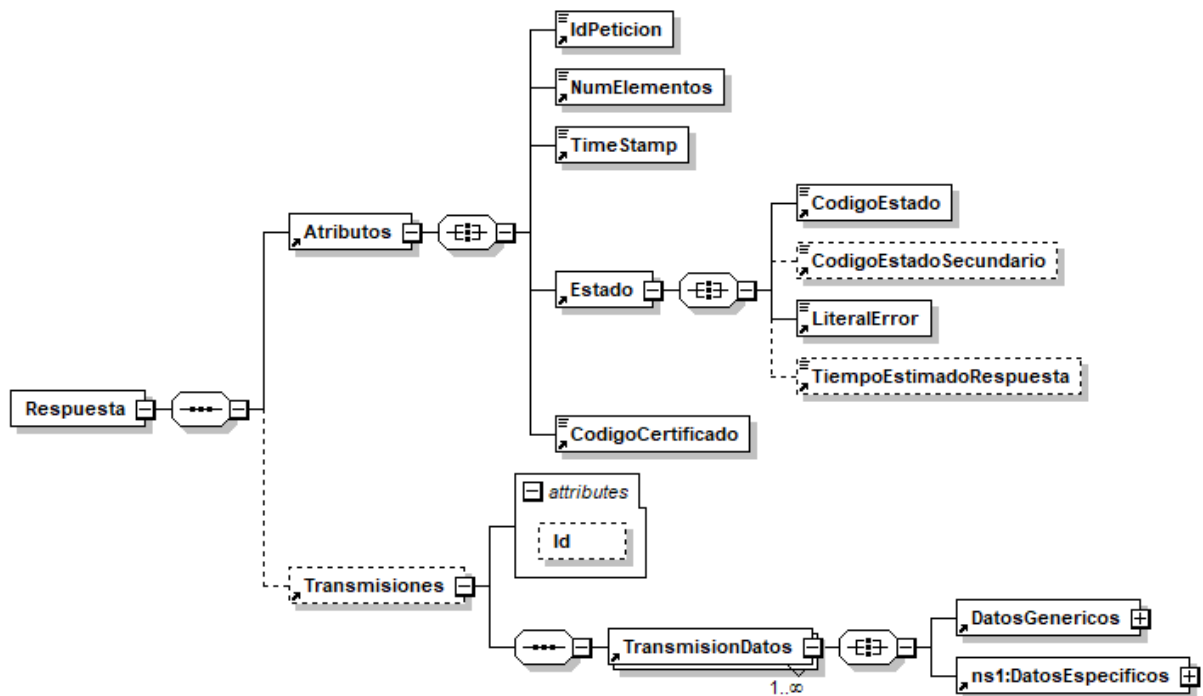 IdPeticion
NumElementos
TimeStamp
CodigoEstado
Atributos
CodigoEstadoSecundario
Estado
LiteralError
TiempoEstimadoRespuesta
Respuesta
CodigoCertificado
attributes
Id
Transmisiones
DatosGenericos
TransmisionDatos
ns1:DatosEspecificos
1..∞